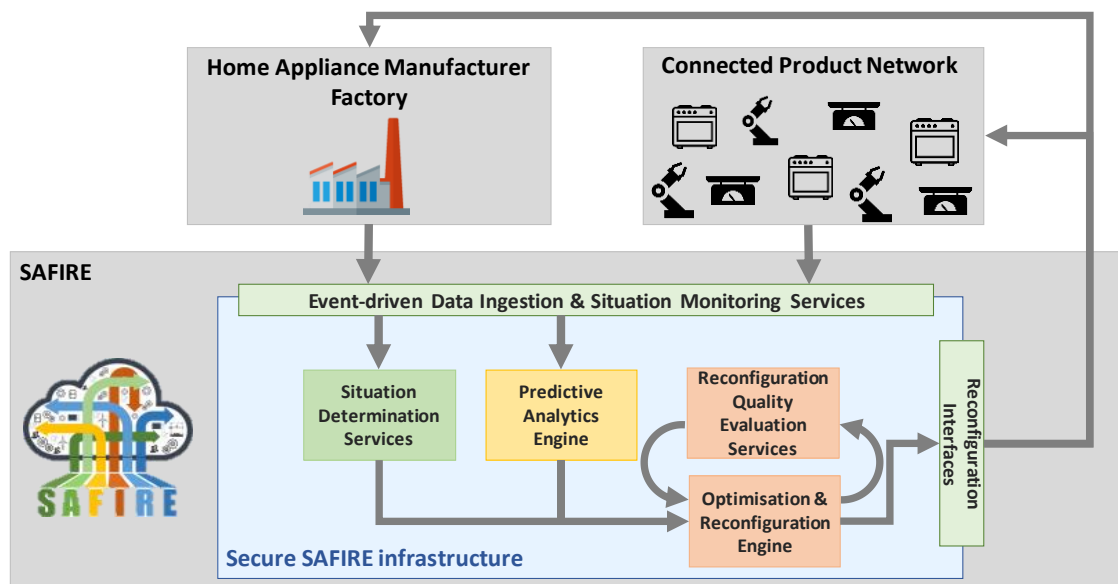 Home Appliance Manufacturer
Factory
Connected Product Network
SAFIRE
Event-driven Data Ingestion & Situation Monitoring Services
Situation
Determination
Services
Predictive
Analytics
Engine
Reconfiguration
Quality
Evaluation
Services
Optimisation &
Reconfiguration
Engine
Reconfiguration
Interfaces
SAFIRE
Secure SAFIRE infrastructure